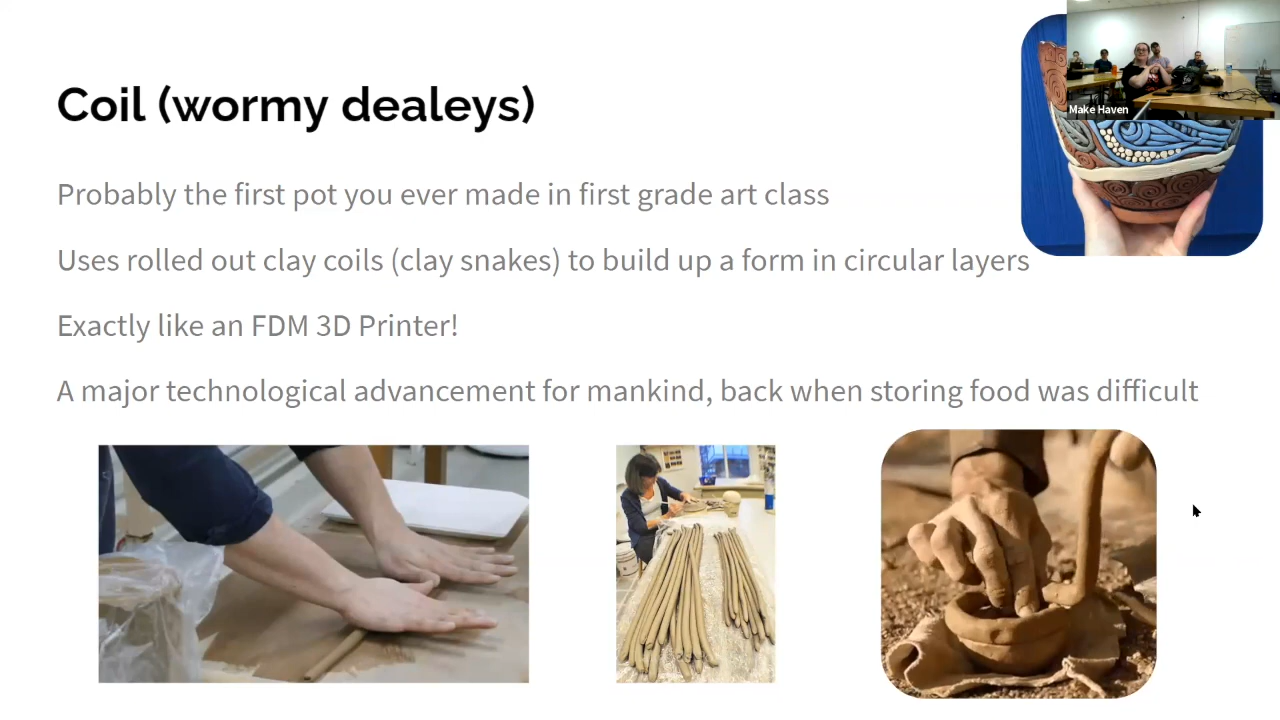 Make Haven
Coil (wormy dealeys)
Probably the first pot you ever made in first grade art class
Uses rolled out clay coils (clay snakes) to build up a form in circular layers
Exactly like an FDM 3D Printer!
A major technological advancement for mankind, back when storing food was difficult